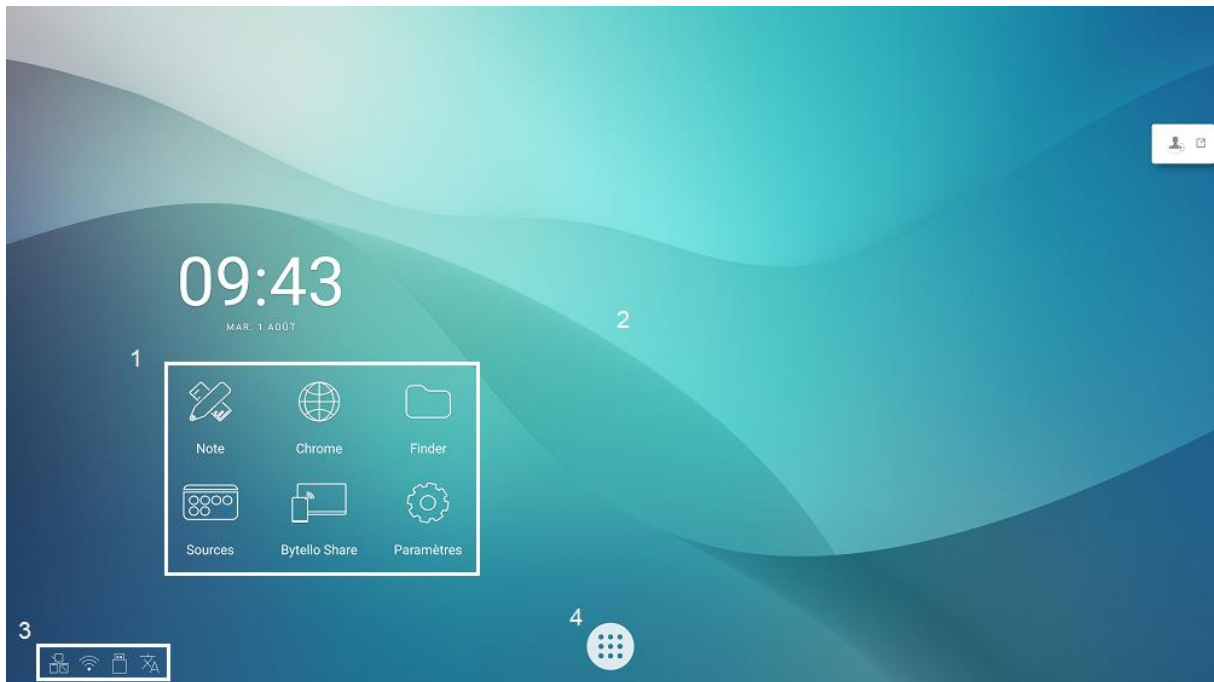 09:43
MAR. 1 AOÛT
2
1
Note Chrome Finder
Sources Bytello Share Paramètres
4
3